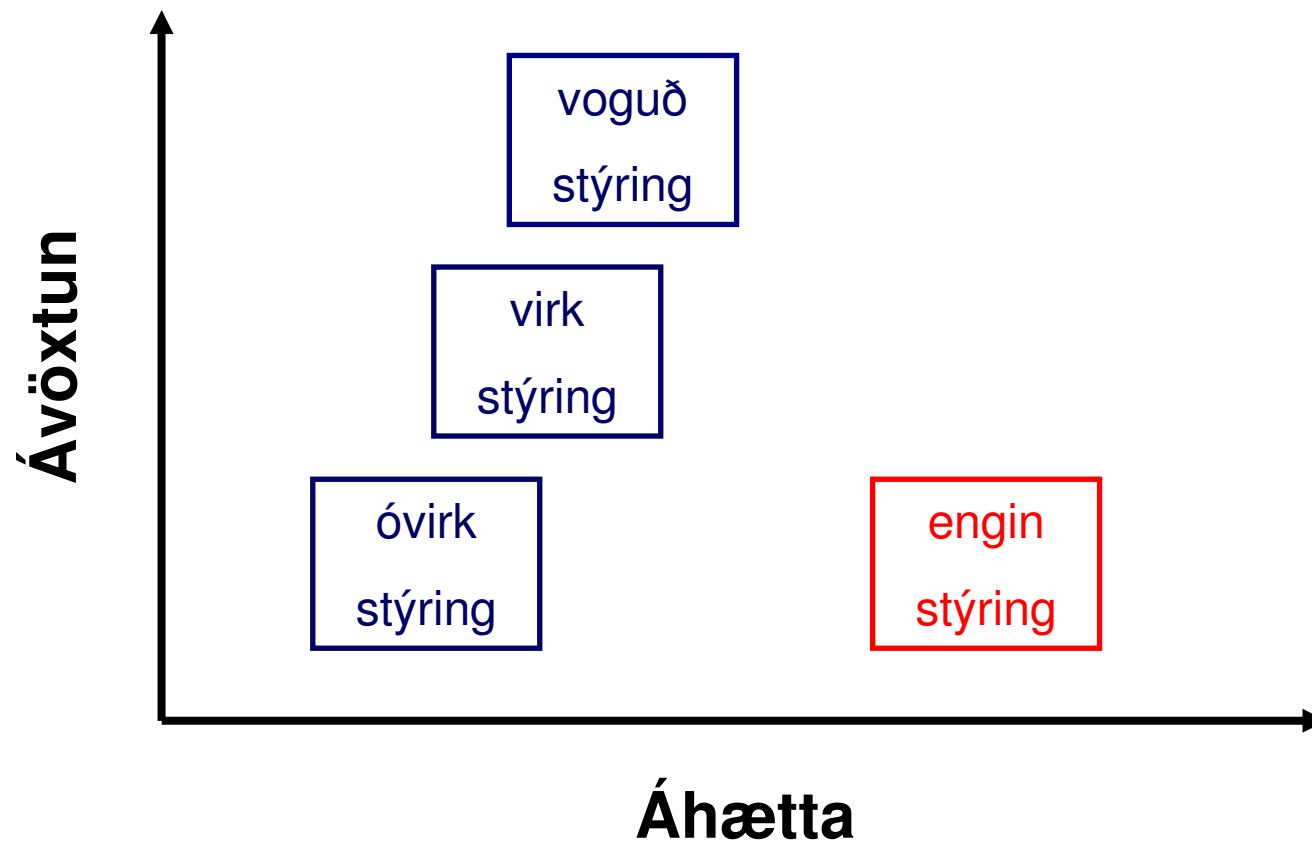 voguð
stýring
virk
stýring
óvirk
stýring
engin
stýring
Ávöxtun
Áhætta